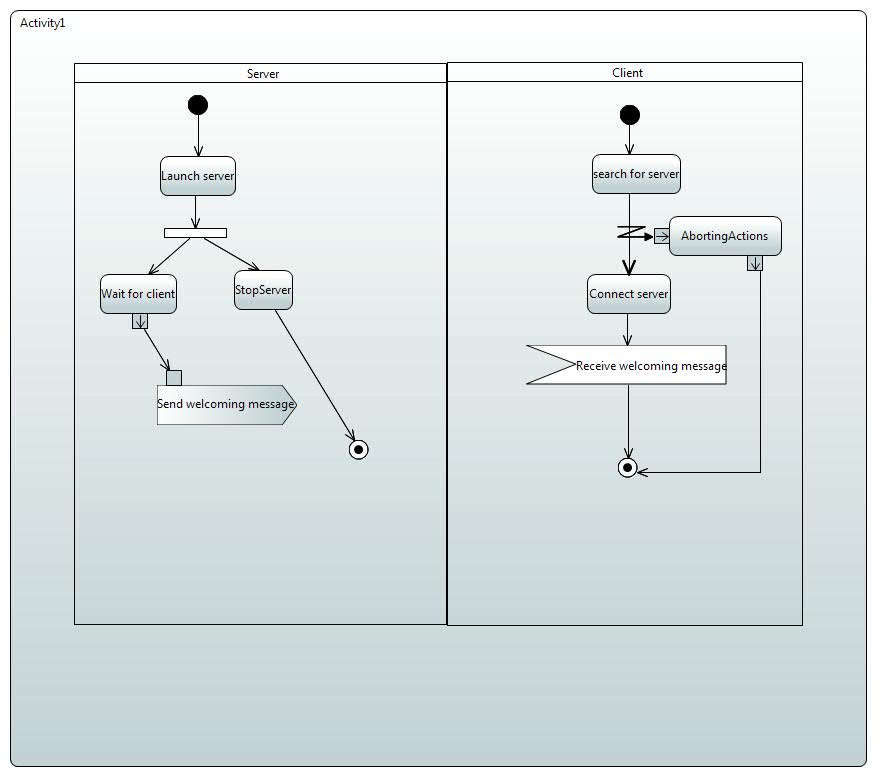 Activity1
Server
Launch server
Wait for client
StopServer
Send welcoming message
Client
search for server
AbortingActions
Connect server
Receive welcoming message